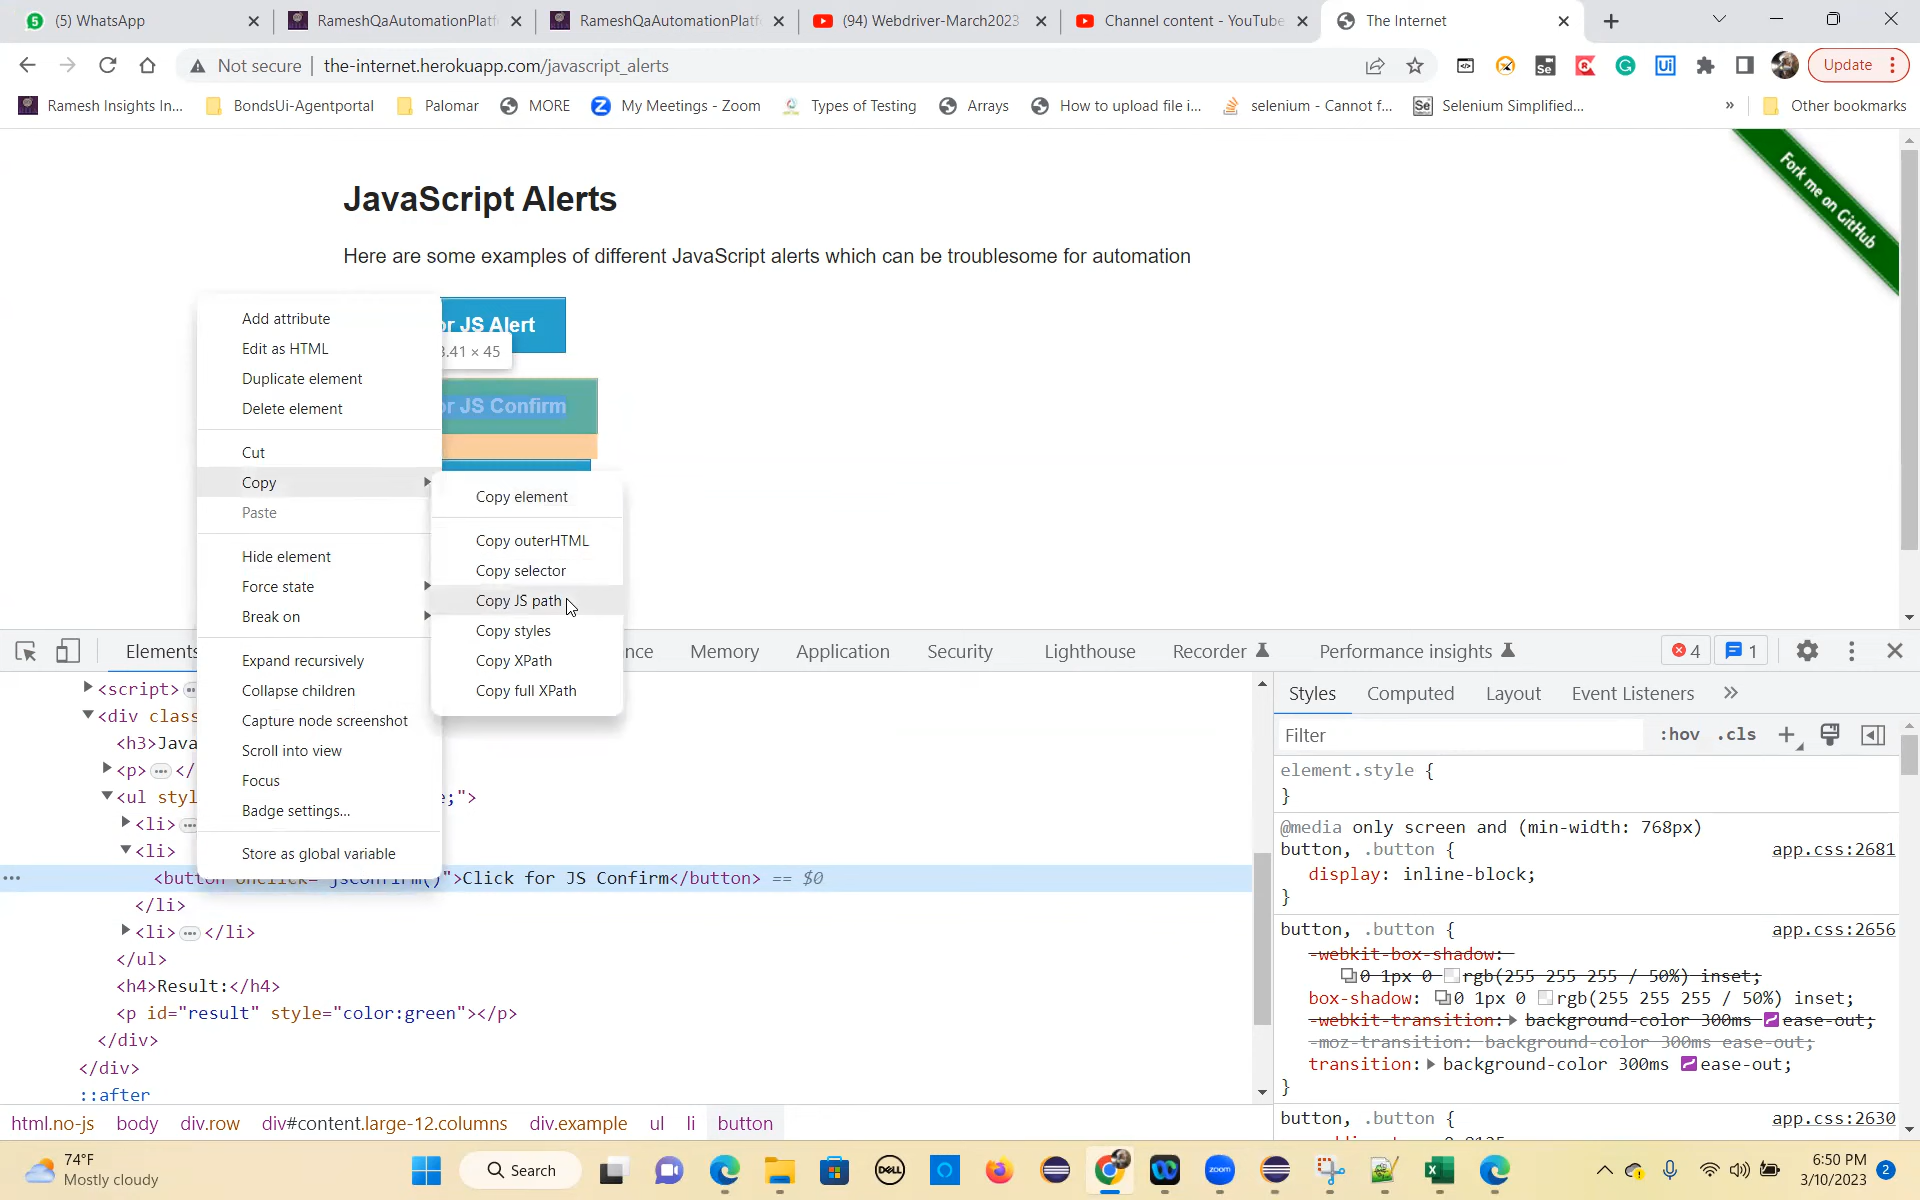 (5) WhatsApp
RameshQaAutomationPlatf
RameshQaAutomationPlatf
(94) Webdriver-March2023
Channel content - YouTube
The Internet
Not secure
the-internet.herokuapp.com/javascript_alerts
Update
Ramesh Insights In...
BondsUi-Agentportal
Palomar
MORE
My Meetings - Zoom
Types of Testing
Arrays
How to upload file i...
selenium - Cannot f...
Selenium Simplified...
»
Other bookmarks
Fork me on GitHub
JavaScript Alerts
Here are some examples of different JavaScript alerts which can be troublesome for automation
or JS Alert
3.41 × 45
or JS Confirm
Add attribute
Edit as HTML
Duplicate element
Delete element
Cut
Copy
Paste
Hide element
Force state
Break on
Expand recursively
Collapse children
Capture node screenshot
Scroll into view
Focus
Badge settings...
Store as global variable
Copy element
Copy outerHTML
Copy selector
Copy JS path
Copy styles
Copy XPath
Copy full XPath
Elements
nce
Memory
Application
Security
Lighthouse
Recorder
Performance insights
4
1
<script>
<div class
<h3>Java
<p> … </
<ul styl e;">
<li>
<li>
<button onclick="jsConfirm()">Click for JS Confirm</button> == $0
</li>
<li> … </li>
</ul>
<h4>Result:</h4>
<p id="result" style="color:green"></p>
</div>
</div>
::after
html.no-js
body
div.row
div#content.large-12.columns
div.example
ul
li
button
Styles
Computed
Layout
Event Listeners
»
Filter
:hov
.cls
element.style {
}
@media only screen and (min-width: 768px)
button, .button {
app.css:2681
display: inline-block;
}
button, .button {
app.css:2656
-webkit-box-shadow:
0 1px 0 rgb(255 255 255 / 50%) inset;
box-shadow: 0 1px 0 rgb(255 255 255 / 50%) inset;
-webkit-transition: background-color 300ms ease-out;
-moz-transition: background-color 300ms ease-out;
transition: background-color 300ms ease-out;
}
button, .button {
app.css:2630
74°F
Mostly cloudy
Search
DELL
zoom
6:50 PM
3/10/2023
2